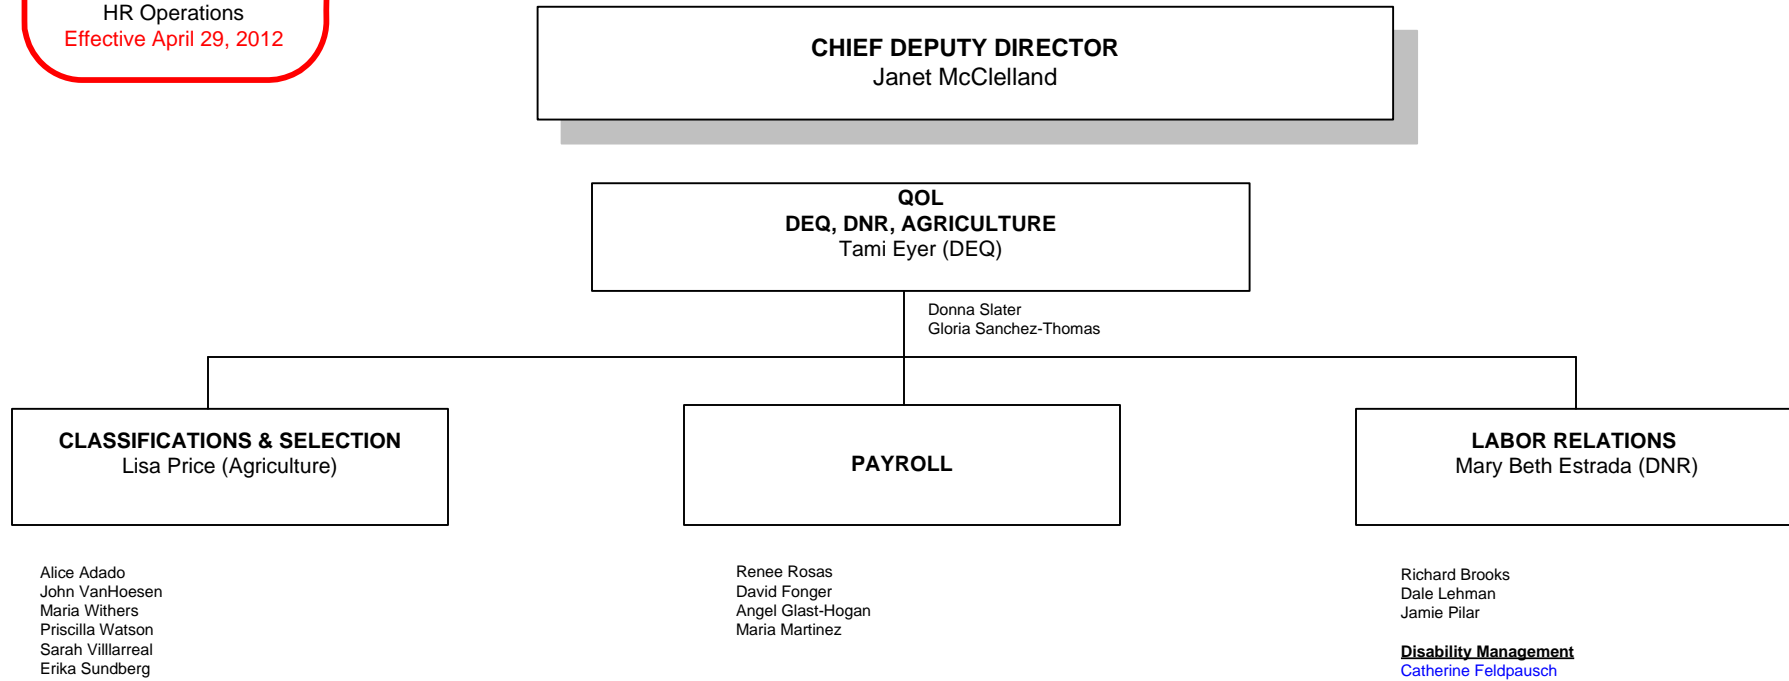 HR Operations
Effective April 29, 2012
CHIEF DEPUTY DIRECTOR
Janet McClelland
QOL
DEQ, DNR, AGRICULTURE
Tami Eyer (DEQ)
Donna Slater
Gloria Sanchez-Thomas
CLASSIFICATIONS & SELECTION
Lisa Price (Agriculture)
PAYROLL
LABOR RELATIONS
Mary Beth Estrada (DNR)
Alice Adado
John VanHoesen
Maria Withers
Priscilla Watson
Sarah Villlarreal
Erika Sundberg
Renee Rosas
David Fonger
Angel Glast-Hogan
Maria Martinez
Richard Brooks
Dale Lehman
Jamie Pilar
Disability Management
Catherine Feldpausch